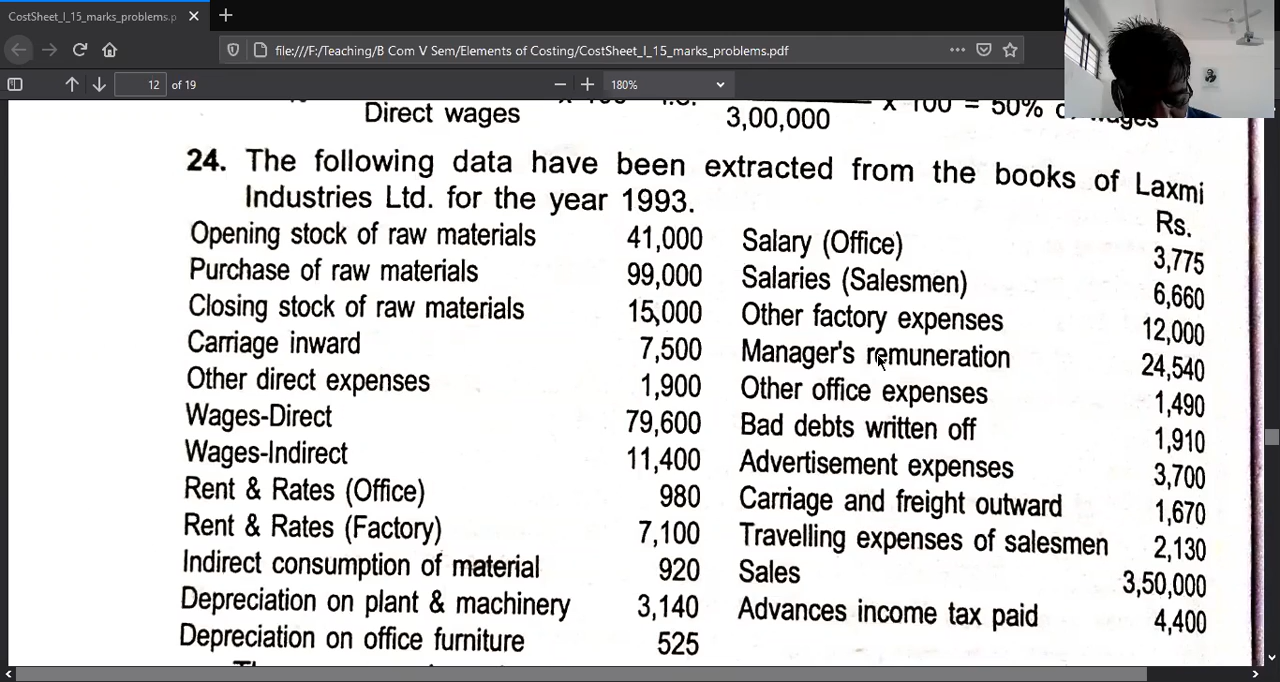 CostSheet_I_15_marks_problems.p
file:///F:/Teaching/B Com V Sem/Elements of Costing/CostSheet_I_15_marks_problems.pdf
12 of 19
180%
Direct wages x 100 3,00,000 x 100 = 50% of wages
24. The following data have been extracted from the books of Laxmi
Industries Ltd. for the year 1993.
Rs.
Opening stock of raw materials 41,000 Salary (Office) 3,775
Purchase of raw materials 99,000 Salaries (Salesmen) 6,660
Closing stock of raw materials 15,000 Other factory expenses 12,000
Carriage inward 7,500 Manager's remuneration 24,540
Other direct expenses 1,900 Other office expenses 1,490
Wages-Direct 79,600 Bad debts written off 1,910
Wages-Indirect 11,400 Advertisement expenses 3,700
Rent & Rates (Office) 980 Carriage and freight outward 1,670
Rent & Rates (Factory) 7,100 Travelling expenses of salesmen 2,130
Indirect consumption of material 920 Sales 3,50,000
Depreciation on plant & machinery 3,140 Advances income tax paid 4,400
Depreciation on office furniture 525